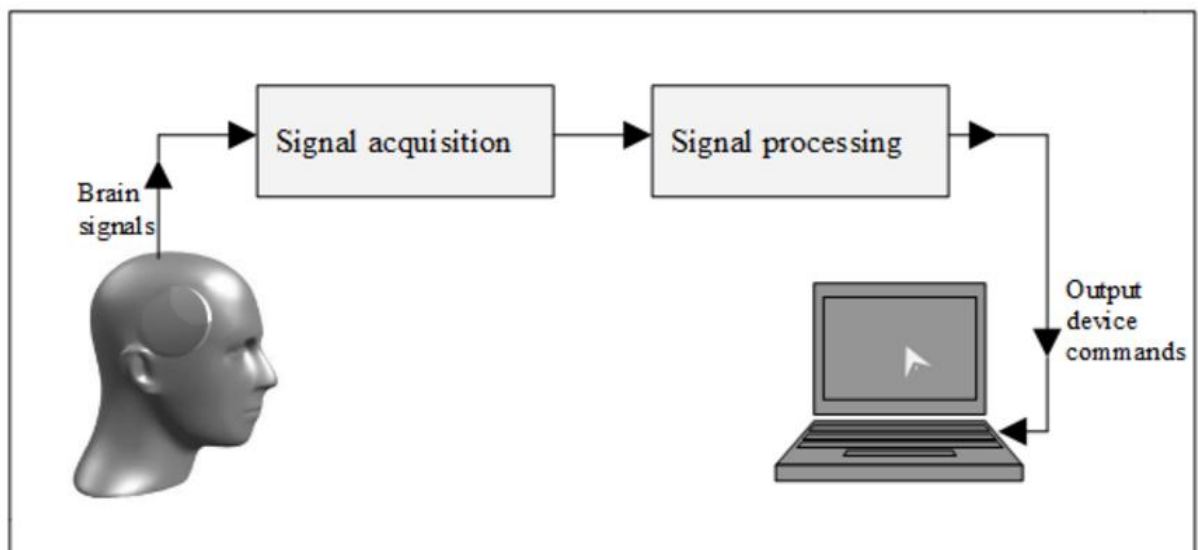 Signal acquisition
Signal processing
Brain
signals
Output
device
commands